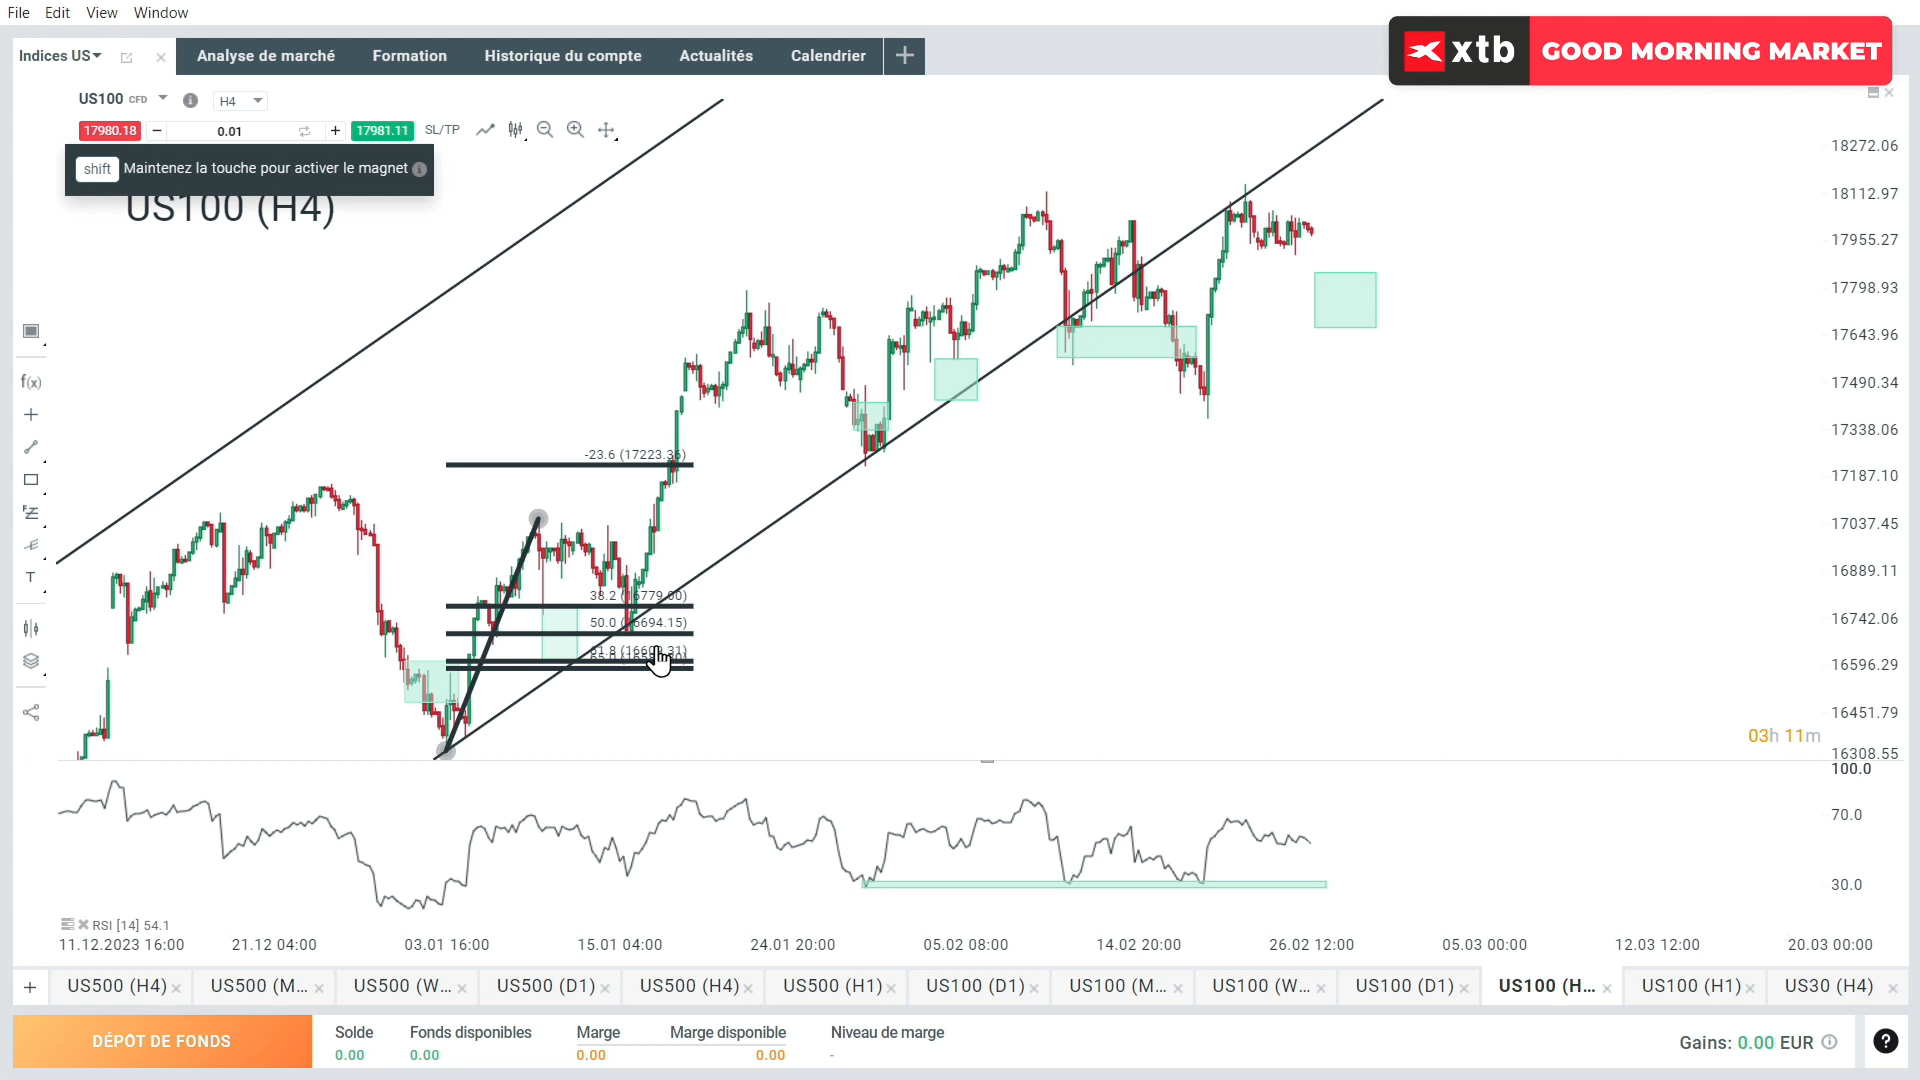 File Edit View Window
xtb GOOD MORNING MARKET
Indices US Analyse de marché Formation Historique du compte Actualités Calendrier
US100 CFD H4
17980.18 0.01 17981.11 SL/TP
shift Maintenez la touche pour activer le magnet
US100 (H4)
18272.06
18112.97
17955.27
17798.93
17643.96
17490.34
17338.06
17187.10
17037.45
16889.11
16742.06
16596.29
16451.79
16308.55
-23.6 (17223.36)
38.2 (16779.00)
50.0 (16694.15)
f(x)
T
03h 11m
100.0
70.0
30.0
RSI [14] 54.1
11.12.2023 16:00 21.12 04:00 03.01 16:00 15.01 04:00 24.01 20:00 05.02 08:00 14.02 20:00 26.02 12:00 05.03 00:00 12.03 12:00 20.03 00:00
US500 (H4) US500 (M... US500 (W... US500 (D1) US500 (H4) US500 (H1) US100 (D1) US100 (M... US100 (W... US100 (D1) US100 (H... US100 (H1) US30 (H4)
DÉPÔT DE FONDS
Solde Fonds disponibles Marge Marge disponible Niveau de marge
0.00 0.00 0.00 0.00 -
Gains: 0.00 EUR